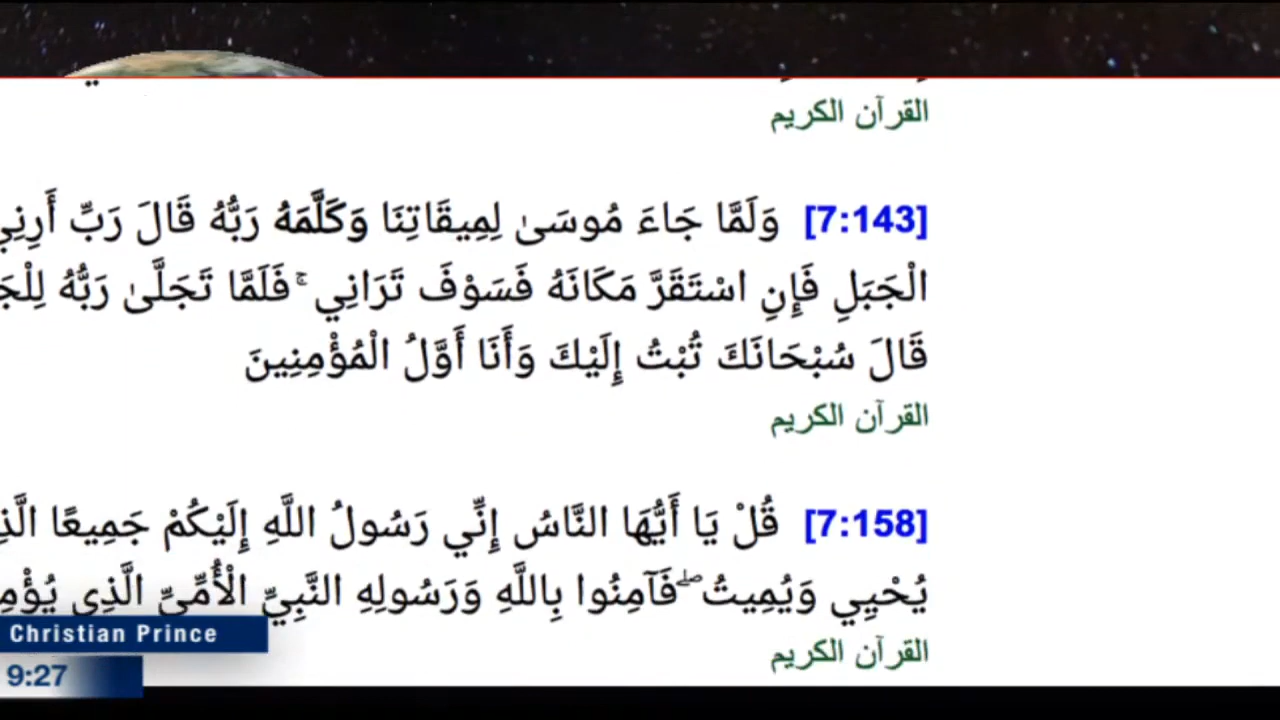 القرآن الكريم
[7:143] وَلَمَّا جَاءَ مُوسَىٰ لِمِيقَاتِنَا وَكَلَّمَهُ رَبُّهُ قَالَ رَبِّ أَرِنِي
الْجَبَلِ فَإِنِ اسْتَقَرَّ مَكَانَهُ فَسَوْفَ تَرَانِي ۚ فَلَمَّا تَجَلَّىٰ رَبُّهُ
قَالَ سُبْحَانَكَ تُبْتُ إِلَيْكَ وَأَنَا أَوَّلُ الْمُؤْمِنِينَ
القرآن الكريم
[7:158] قُلْ يَا أَيُّهَا النَّاسُ إِنِّي رَسُولُ اللَّهِ إِلَيْكُمْ جَمِيعًا
يُحْيِي وَيُمِيتُ ۖ فَآمِنُوا بِاللَّهِ وَرَسُولِهِ النَّبِيِّ الْأُمِّيِّ الَّذِي
القرآن الكريم
Christian Prince
9:27